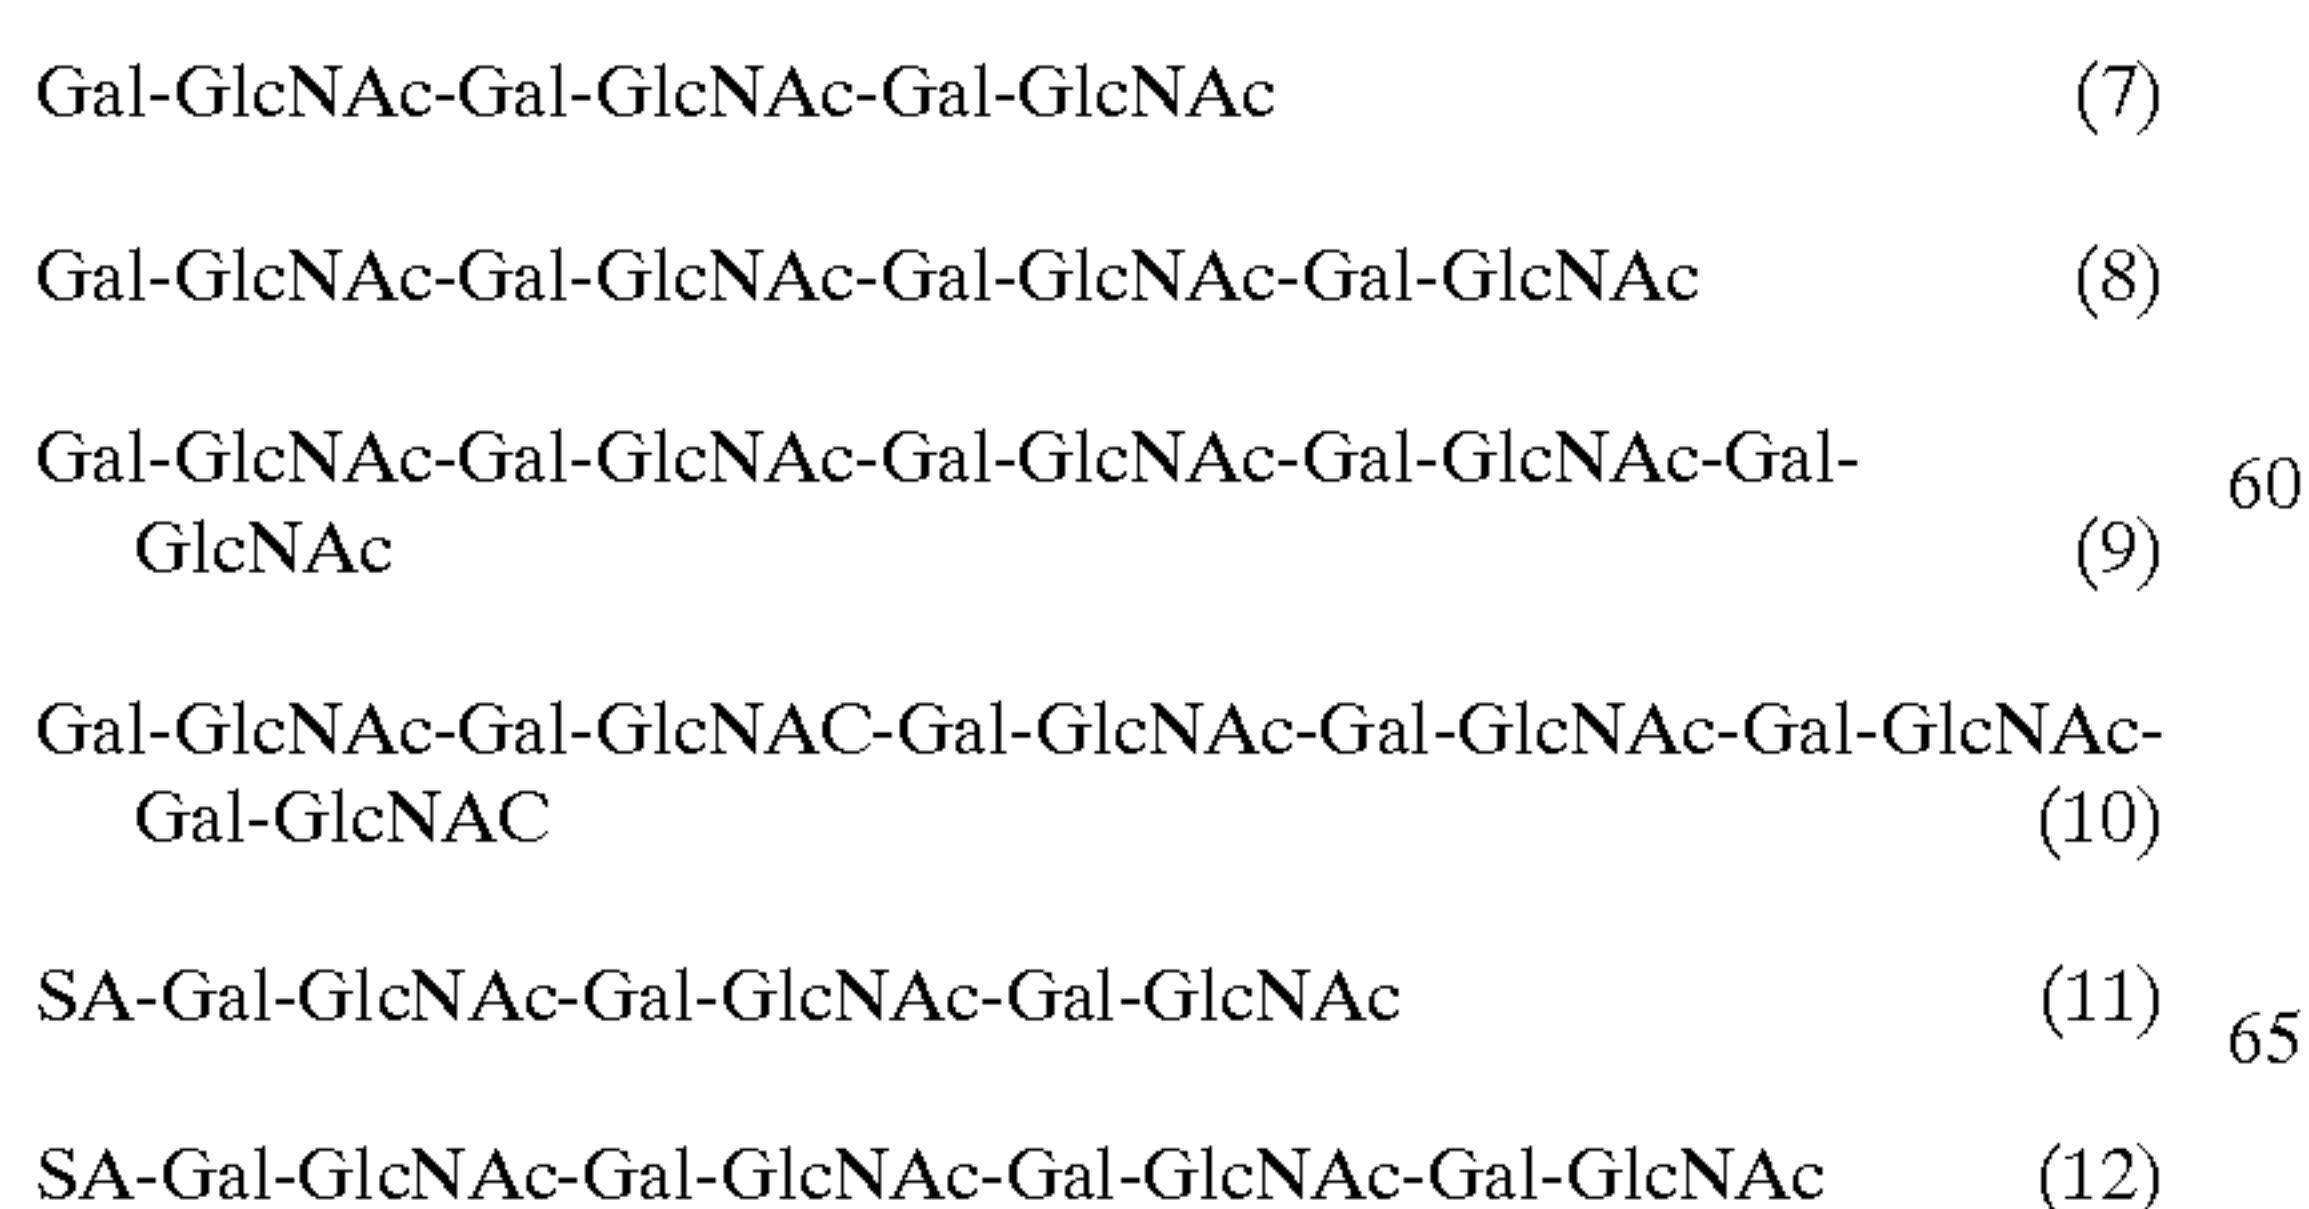 Gal-GlcNAc-Gal-GlcNAc-Gal-GlcNAc (7)
Gal-GlcNAc-Gal-GlcNAc-Gal-GlcNAc-Gal-GlcNAc (8)
Gal-GlcNAc-Gal-GlcNAc-Gal-GlcNAc-Gal-GlcNAc-Gal-
60
GlcNAc (9)
Gal-GlcNAc-Gal-GlcNAC-Gal-GlcNAc-Gal-GlcNAc-Gal-GlcNAc-
Gal-GlcNAC (10)
SA-Gal-GlcNAc-Gal-GlcNAc-Gal-GlcNAc (11)
65
SA-Gal-GlcNAc-Gal-GlcNAc-Gal-GlcNAc-Gal-GlcNAc (12)